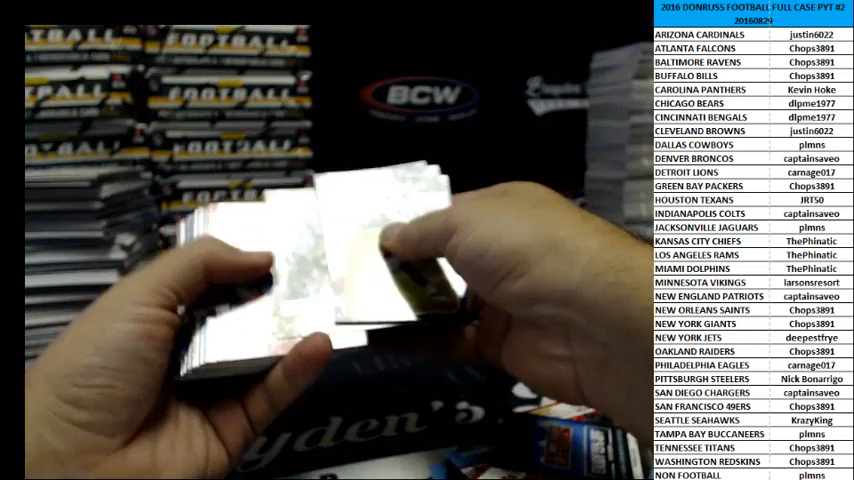 2016 DONRUSS FOOTBALL FULL CASE PYT #2
20160829
ARIZONA CARDINALS justin6022
ATLANTA FALCONS Chops3891
BALTIMORE RAVENS Chops3891
BUFFALO BILLS Chops3891
CAROLINA PANTHERS Kevin Hoke
CHICAGO BEARS dlpme1977
CINCINNATI BENGALS dlpme1977
CLEVELAND BROWNS justin6022
DALLAS COWBOYS plmns
DENVER BRONCOS captainsaveo
DETROIT LIONS carnage017
GREEN BAY PACKERS Chops3891
HOUSTON TEXANS JRT50
INDIANAPOLIS COLTS captainsaveo
JACKSONVILLE JAGUARS plmns
KANSAS CITY CHIEFS ThePhinatic
LOS ANGELES RAMS ThePhinatic
MIAMI DOLPHINS ThePhinatic
MINNESOTA VIKINGS larsonsresort
NEW ENGLAND PATRIOTS captainsaveo
NEW ORLEANS SAINTS Chops3891
NEW YORK GIANTS Chops3891
NEW YORK JETS deepestfrye
OAKLAND RAIDERS Chops3891
PHILADELPHIA EAGLES carnage017
PITTSBURGH STEELERS Nick Bonarrigo
SAN DIEGO CHARGERS captainsaveo
SAN FRANCISCO 49ERS Chops3891
SEATTLE SEAHAWKS KrazyKing
TAMPA BAY BUCCANEERS plmns
TENNESSEE TITANS Chops3891
WASHINGTON REDSKINS Chops3891
NON FOOTBALL plmns
FOOTBALL
FOOTBALL
FOOTBALL
BCW
yden's